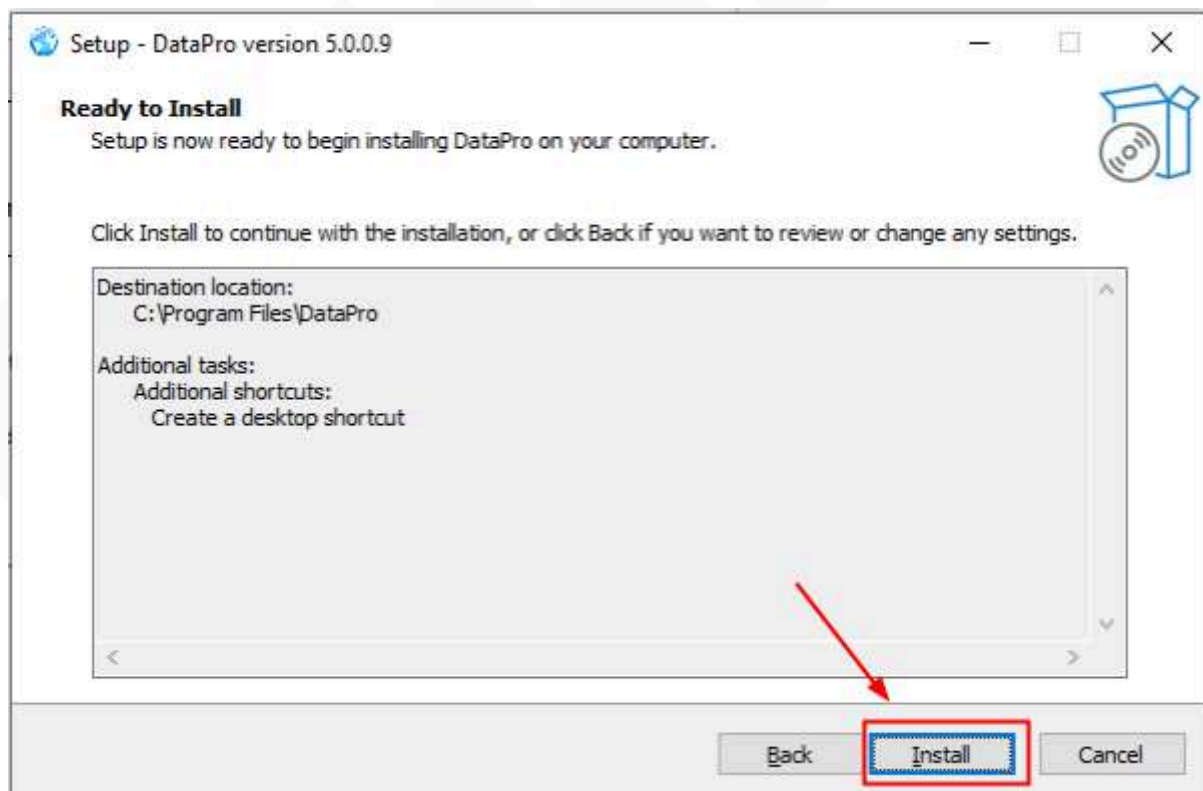 Setup - DataPro version 5.0.0.9
Ready to Install
Setup is now ready to begin installing DataPro on your computer.
Click Install to continue with the installation, or click Back if you want to review or change any settings.
Destination location:
C:\Program Files\DataPro
Additional tasks:
Additional shortcuts:
Create a desktop shortcut
Back Install Cancel